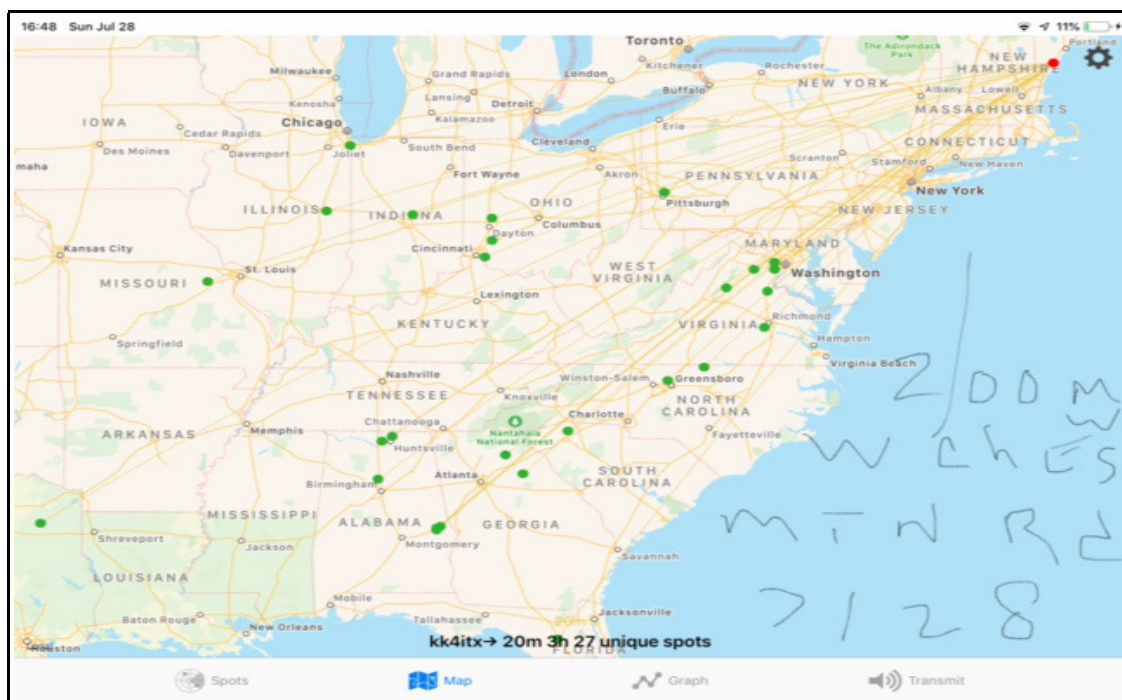 16:48 Sun Jul 28
11%
Toronto
The Adirondack
Park
Portland
Kitchener
NEW
HAMPSHIRE
Milwaukee
Grand Rapids
London
Rochester
NEW YORK
Buffalo
Albany
Lowell
Lansing
Kenosha
Detroit
MASSACHUSETTS
IOWA
Kalamazoo
Chicago
Erie
Cedar Rapids
CONNECTICUT
Des Moines
Davenport
Joliet
South Bend
Cleveland
Scranton
Stamford
New Haven
maha
Fort Wayne
Akron
PENNSYLVANIA
New York
ILLINOIS
INDIANA
OHIO
Pittsburgh
NEW JERSEY
Columbus
Dayton
Kansas City
Cincinnati
MARYLAND
St. Louis
WEST
VIRGINIA
Washington
MISSOURI
Lexington
KENTUCKY
VIRGINIA
Richmond
Springfield
Hampton
Virginia Beach
Nashville
Winston-Salem
Greensboro
TENNESSEE
Knoxville
NORTH
CAROLINA
Chattanooga
Charlotte
ARKANSAS
Memphis
Nantahala
National Forest
Fayetteville
Huntsville
W ChES
SOUTH
CAROLINA
Atlanta
Birmingham
MISSISSIPPI
ALABAMA
GEORGIA
MTN Rd
Shreveport
Jackson
Montgomery
Savannah
LOUISIANA
Mobile
7/28
Baton Rouge
Tallahassee
Jacksonville
New Orleans
20m
kk4itx→ 20m 3h 27 unique spots
Houston
FLORIDA
Spots
Map
Graph
Transmit